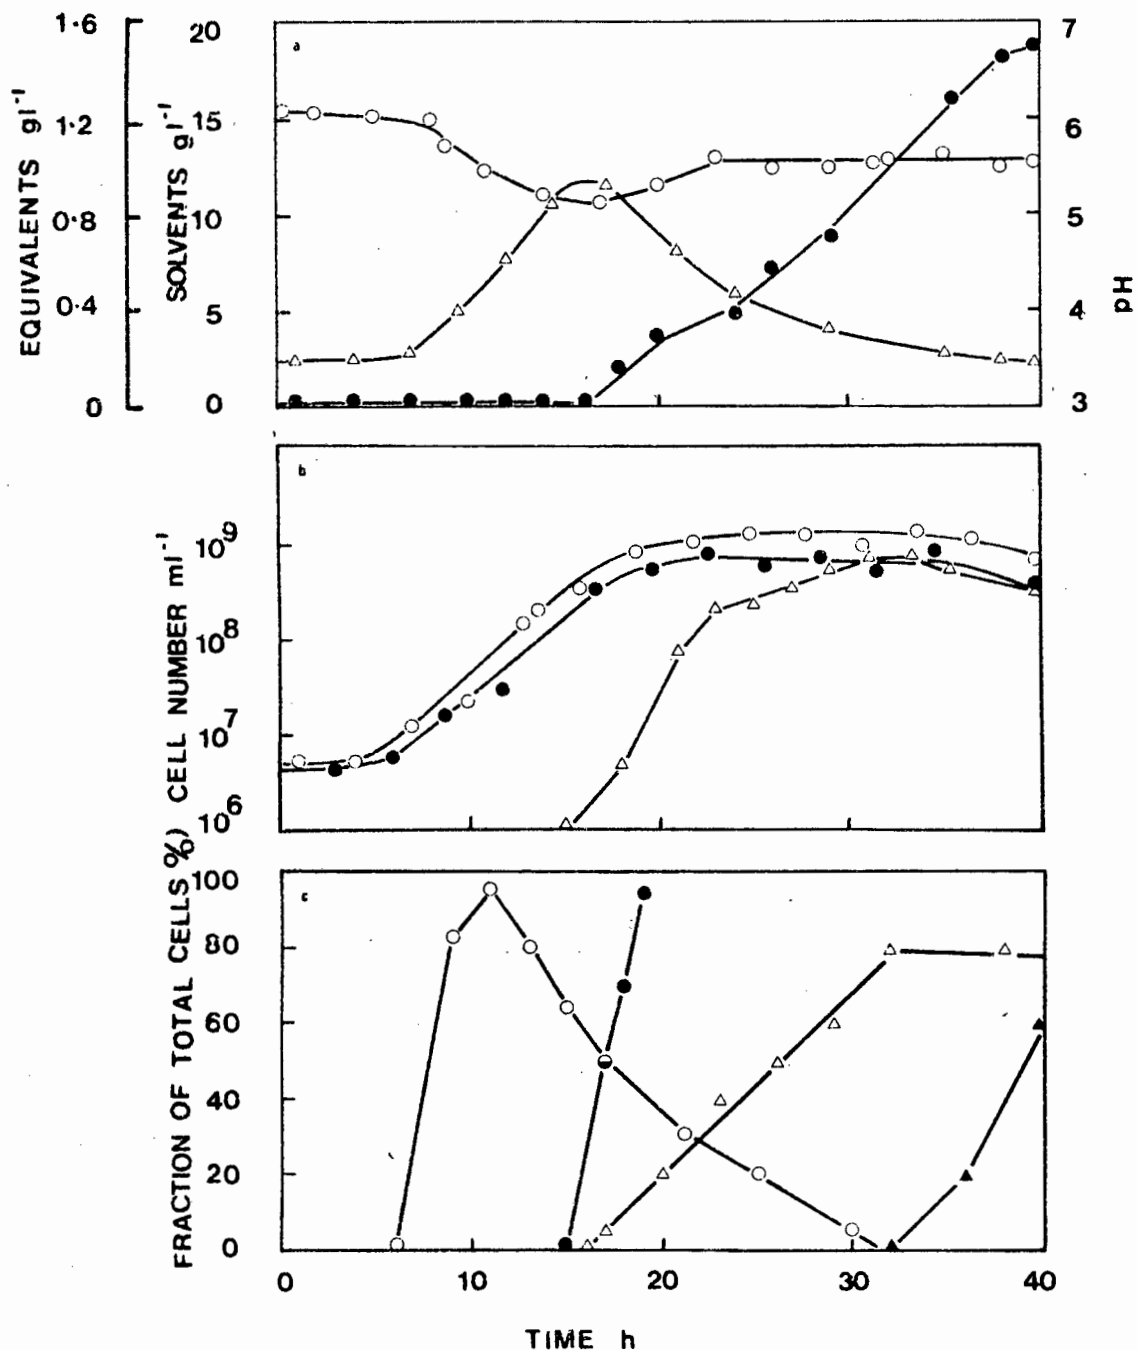 1·6
1·2
0·8
0·4
0
EQUIVALENTS gl⁻¹
20
15
10
5
0
SOLVENTS gl⁻¹
a
7
6
5
4
3
pH
b
10⁹
10⁸
10⁷
10⁶
CELL NUMBER ml⁻¹
c
100
80
60
40
20
0
FRACTION OF TOTAL CELLS (%)
0 10 20 30 40
TIME h